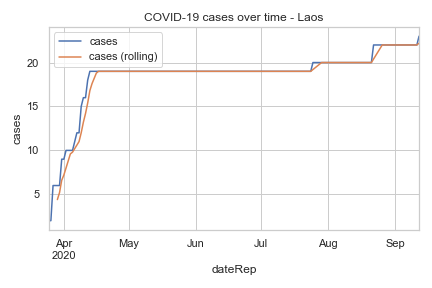 COVID-19 cases over time - Laos
cases
cases (rolling)
cases
20
15
10
5
Apr May Jun Jul Aug Sep
2020
dateRep